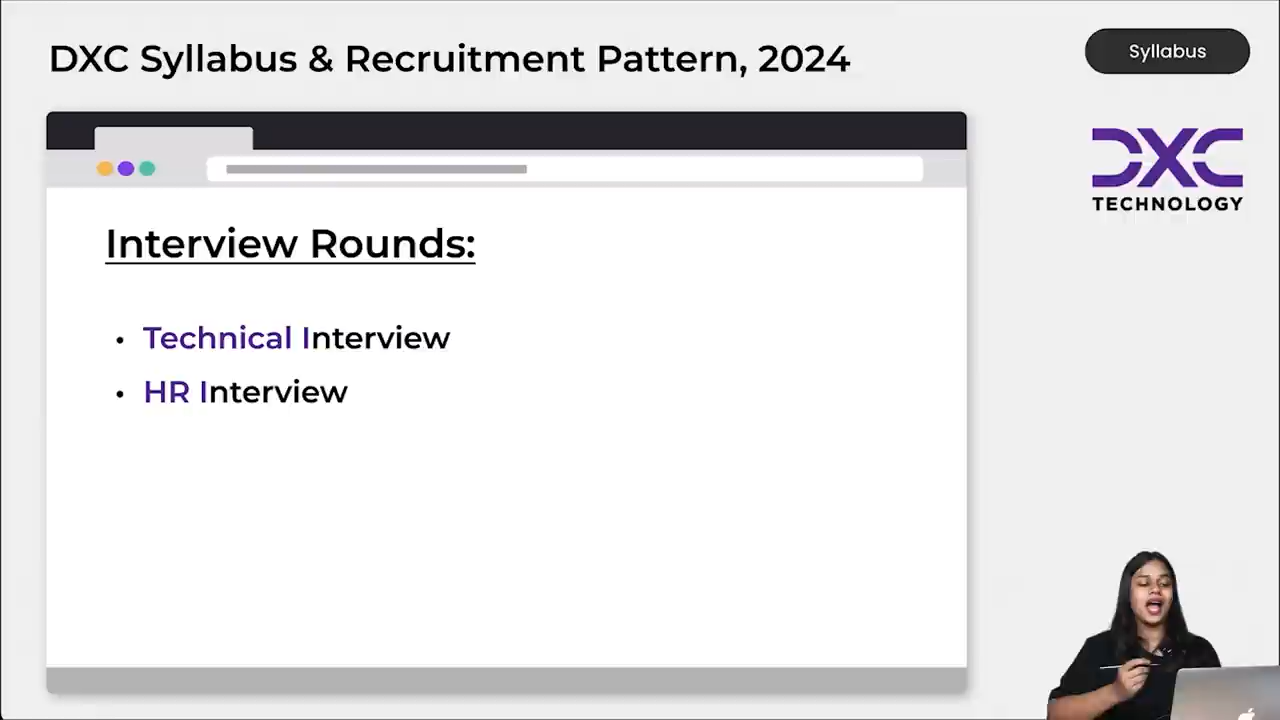 DXC Syllabus & Recruitment Pattern, 2024
Syllabus
DXC
TECHNOLOGY
Interview Rounds:
• Technical Interview
• HR Interview